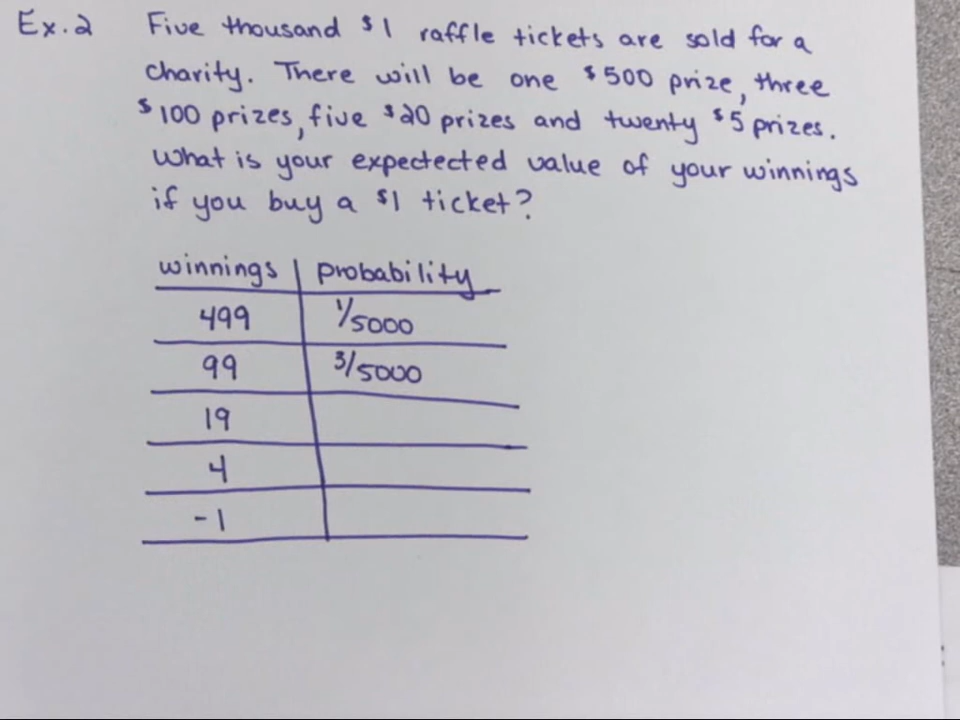 Ex.2 Five thousand $1 raffle tickets are sold for a
charity. There will be one $500 prize, three
$100 prizes, five $20 prizes and twenty $5 prizes.
What is your expectected value of your winnings
if you buy a $1 ticket?
winnings probability
499 1/5000
99 3/5000
19
4
-1